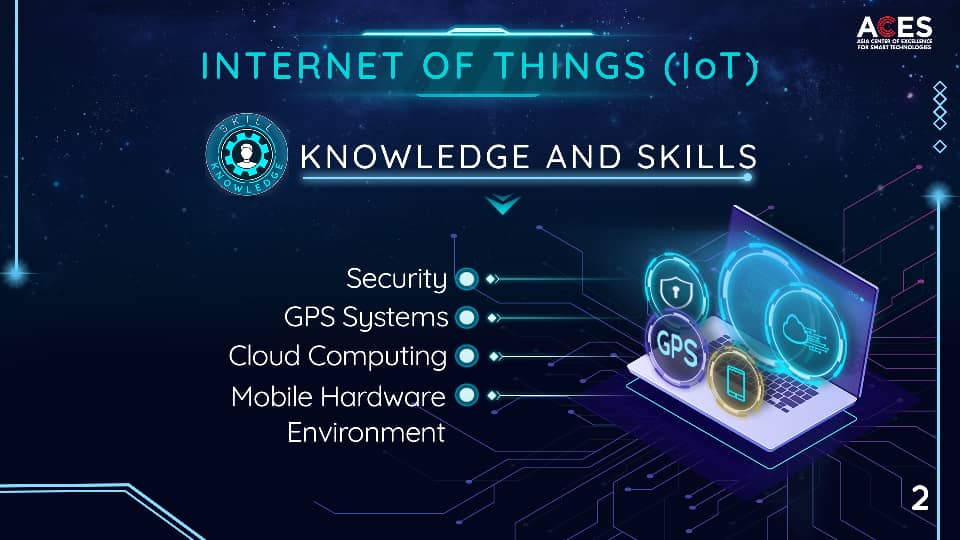 ACES
ASIA CENTER OF EXCELLENCE
FOR SMART TECHNOLOGIES
INTERNET OF THINGS (IoT)
SKILL
KNOWLEDGE
KNOWLEDGE AND SKILLS
Security
GPS Systems
Cloud Computing
Mobile Hardware
Environment
GPS
2